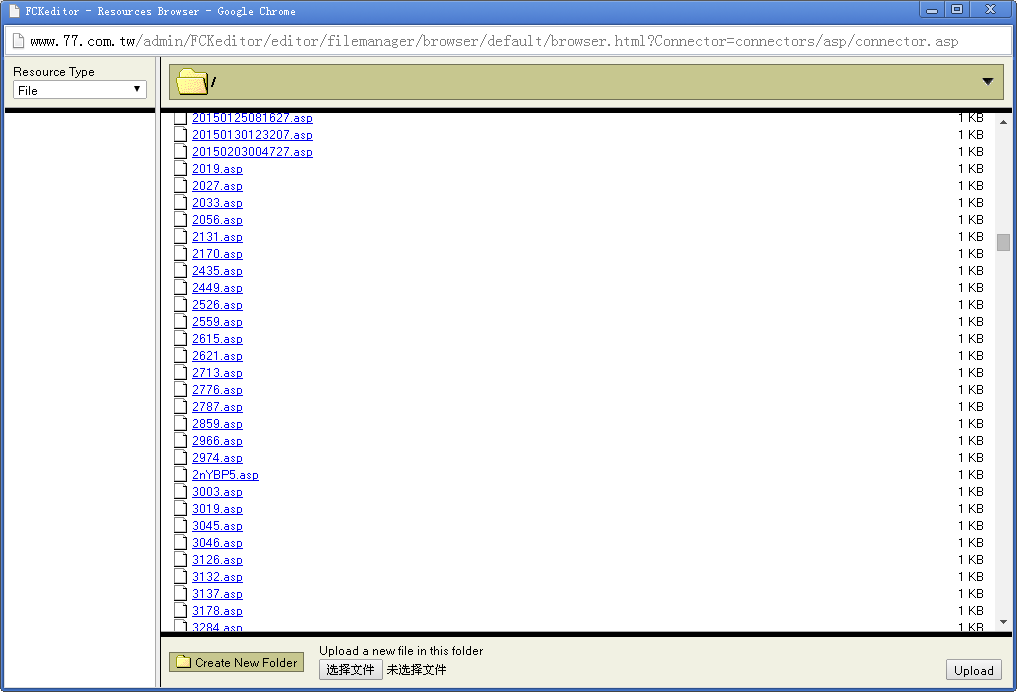 FCKeditor - Resources Browser - Google Chrome
www.77.com.tw/admin/FCKeditor/editor/filemanager/browser/default/browser.html?Connector=connectors/asp/connector.asp
Resource Type
File
/
20150125081627.asp 1 KB
20150130123207.asp 1 KB
20150203004727.asp 1 KB
2019.asp 1 KB
2027.asp 1 KB
2033.asp 1 KB
2056.asp 1 KB
2131.asp 1 KB
2170.asp 1 KB
2435.asp 1 KB
2449.asp 1 KB
2526.asp 1 KB
2559.asp 1 KB
2615.asp 1 KB
2621.asp 1 KB
2713.asp 1 KB
2776.asp 1 KB
2787.asp 1 KB
2859.asp 1 KB
2966.asp 1 KB
2974.asp 1 KB
2nYBP5.asp 1 KB
3003.asp 1 KB
3019.asp 1 KB
3045.asp 1 KB
3046.asp 1 KB
3126.asp 1 KB
3132.asp 1 KB
3137.asp 1 KB
3178.asp 1 KB
3284.asp 1 KB
Create New Folder
Upload a new file in this folder
选择文件 未选择文件
Upload